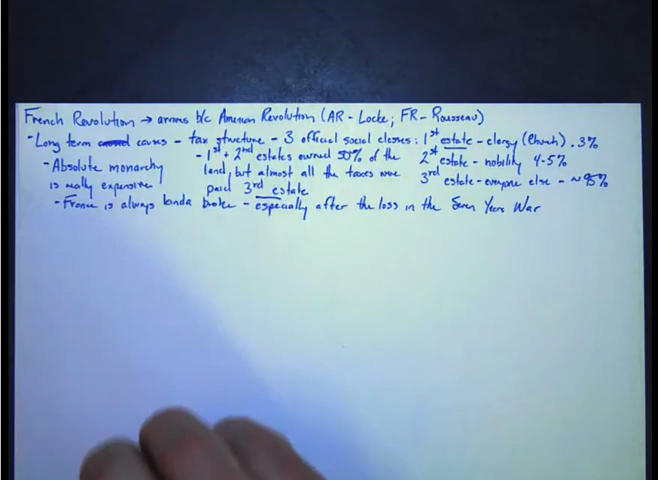 French Revolution → arrives b/c American Revolution (AR - Locke; FR - Rousseau)
- Long term causes - tax structure - 3 official social classes: 1st estate - clergy (Church) .3%
- 1st + 2nd estates owned 50% of the 2st estate - nobility 4-5%
- Absolute monarchy land, but almost all the taxes were 3rd estate - everyone else - ~95%
is really expensive paid 3rd estate
- France is always kinda broke - especially after the loss in the Seven Years War